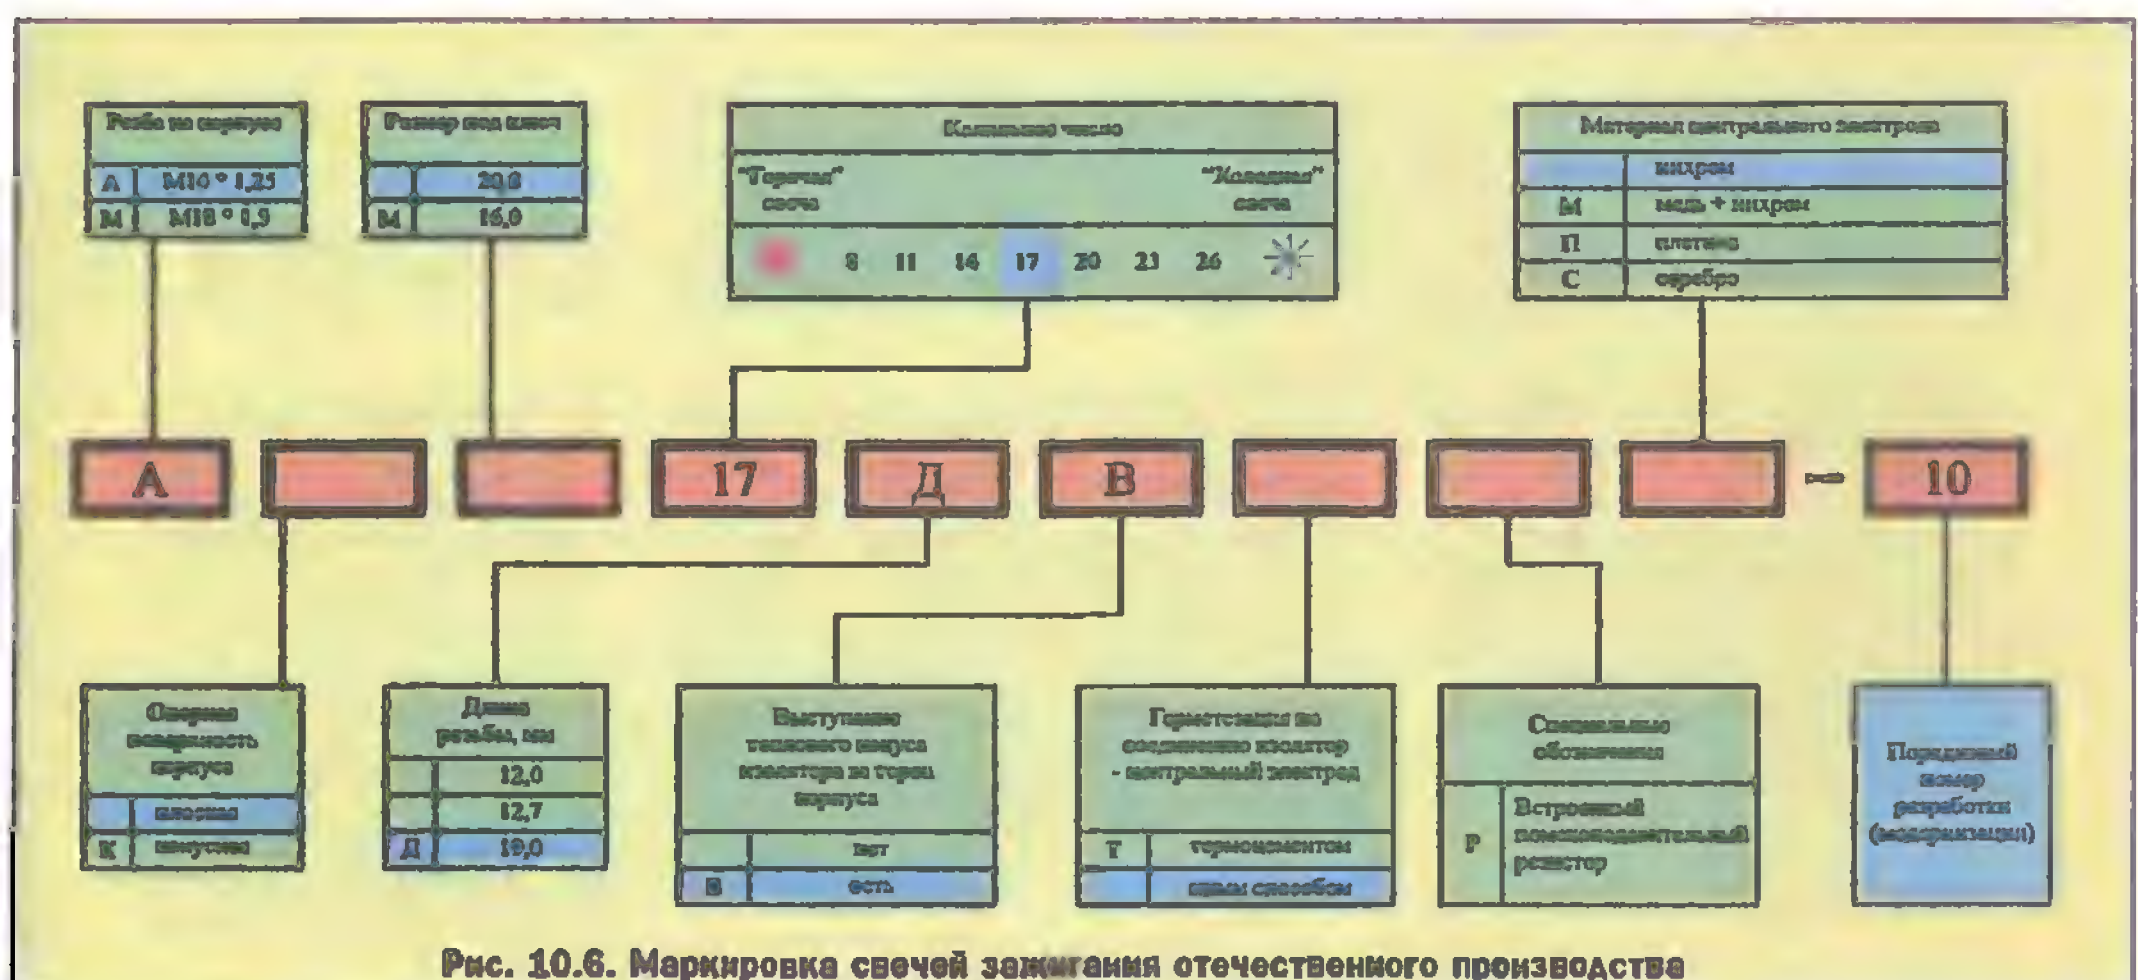 Резьба на корпусе
А М14 * 1,25
М М18 * 1,5
Размер под ключ
20,8
М 16,0
Калильное число
"Горячая" свеча
"Холодная" свеча
8 11 14 17 20 23 26
Материал центрального электрода
нихром
М медь + нихром
П платина
С серебро
А 17 Д В - 10
Опорная
поверхность
корпуса
плоская
К конусная
Длина
резьбы, мм
12,0
12,7
Д 19,0
Выступание
теплового конуса
изолятора за торец
корпуса
нет
В есть
Герметизация по
соединению изолятор
- центральный электрод
Т термоцементом
иным способом
Специальные
обозначения
Р Встроенный
помехоподавительный
резистор
Порядковый
номер
разработки
(модернизации)
Рис. 10.6. Маркировка свечей зажигания отечественного производства